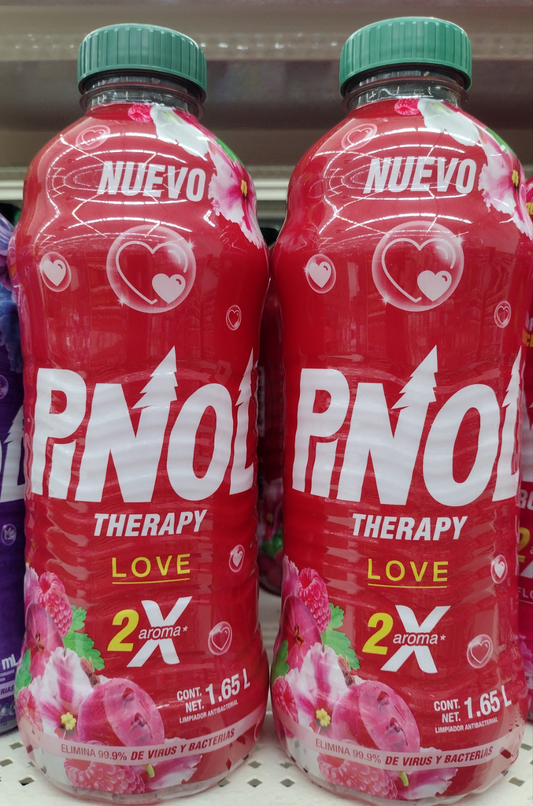 NUEVO
PiNOL
THERAPY
LOVE
2X
aroma*
CONT.
NET. 1.65 L
LIMPIADOR ANTIBACTERIAL
ELIMINA 99.9% DE VIRUS Y BACTERIAS
NUEVO
PiNOL
THERAPY
LOVE
2X
aroma*
CONT.
NET. 1.65 L
LIMPIADOR ANTIBACTERIAL
ELIMINA 99.9% DE VIRUS Y BACTERIAS